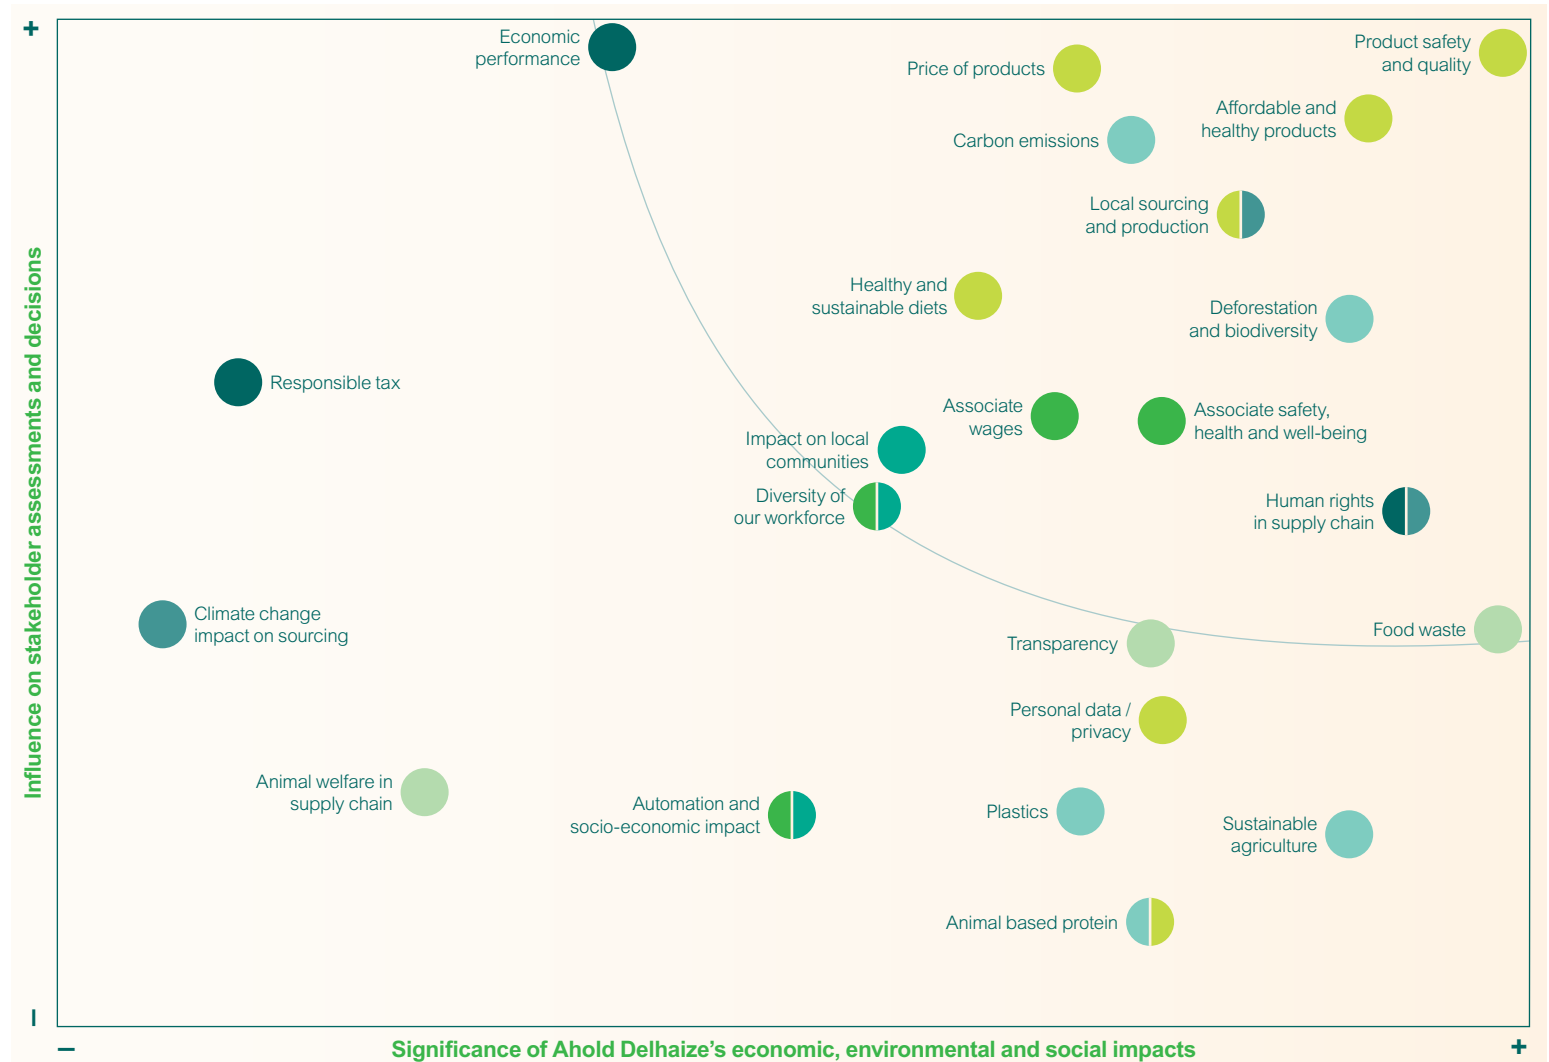 +
Economic
performance
Price of products
Product safety
and quality
Affordable and
healthy products
Carbon emissions
Local sourcing
and production
Healthy and
sustainable diets
Deforestation
and biodiversity
Responsible tax
Associate
wages
Associate safety,
health and well-being
Impact on local
communities
Diversity of
our workforce
Human rights
in supply chain
Climate change
impact on sourcing
Transparency
Food waste
Personal data /
privacy
Animal welfare in
supply chain
Automation and
socio-economic impact
Plastics
Sustainable
agriculture
Animal based protein
Influence on stakeholder assessments and decisions
–
–
Significance of Ahold Delhaize’s economic, environmental and social impacts
+